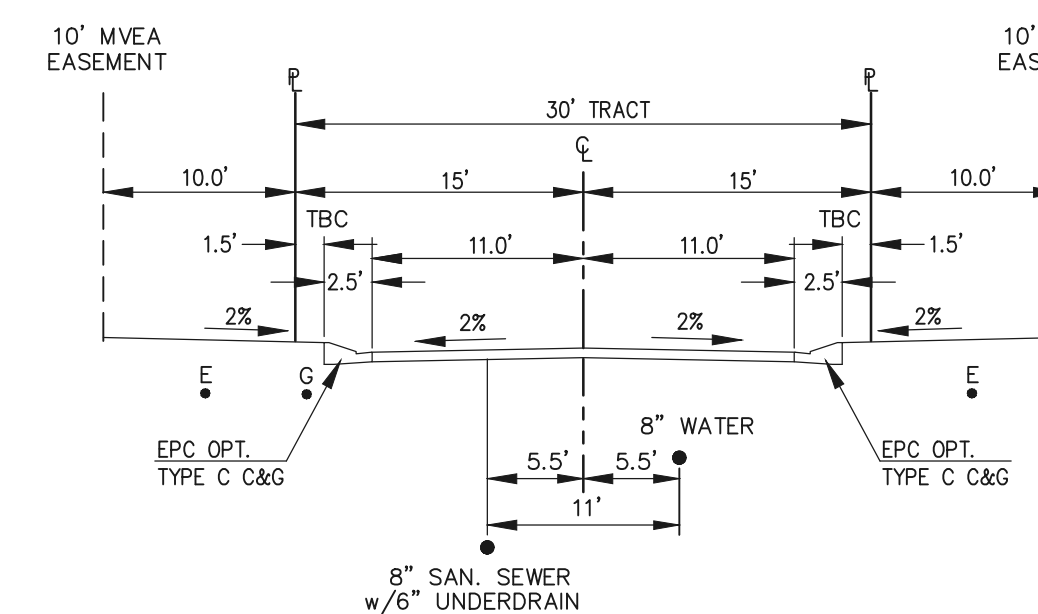 10' MVEA
EASEMENT
10'
EAS
PL
PL
30' TRACT
CL
10.0'
15'
15'
10.0'
TBC
TBC
1.5'
11.0'
11.0'
1.5'
2.5'
2.5'
2%
2%
2%
2%
E
G
E
8” WATER
EPC OPT.
TYPE C C&G
EPC OPT.
TYPE C C&G
5.5'
5.5'
11'
8” SAN. SEWER
w/6” UNDERDRAIN